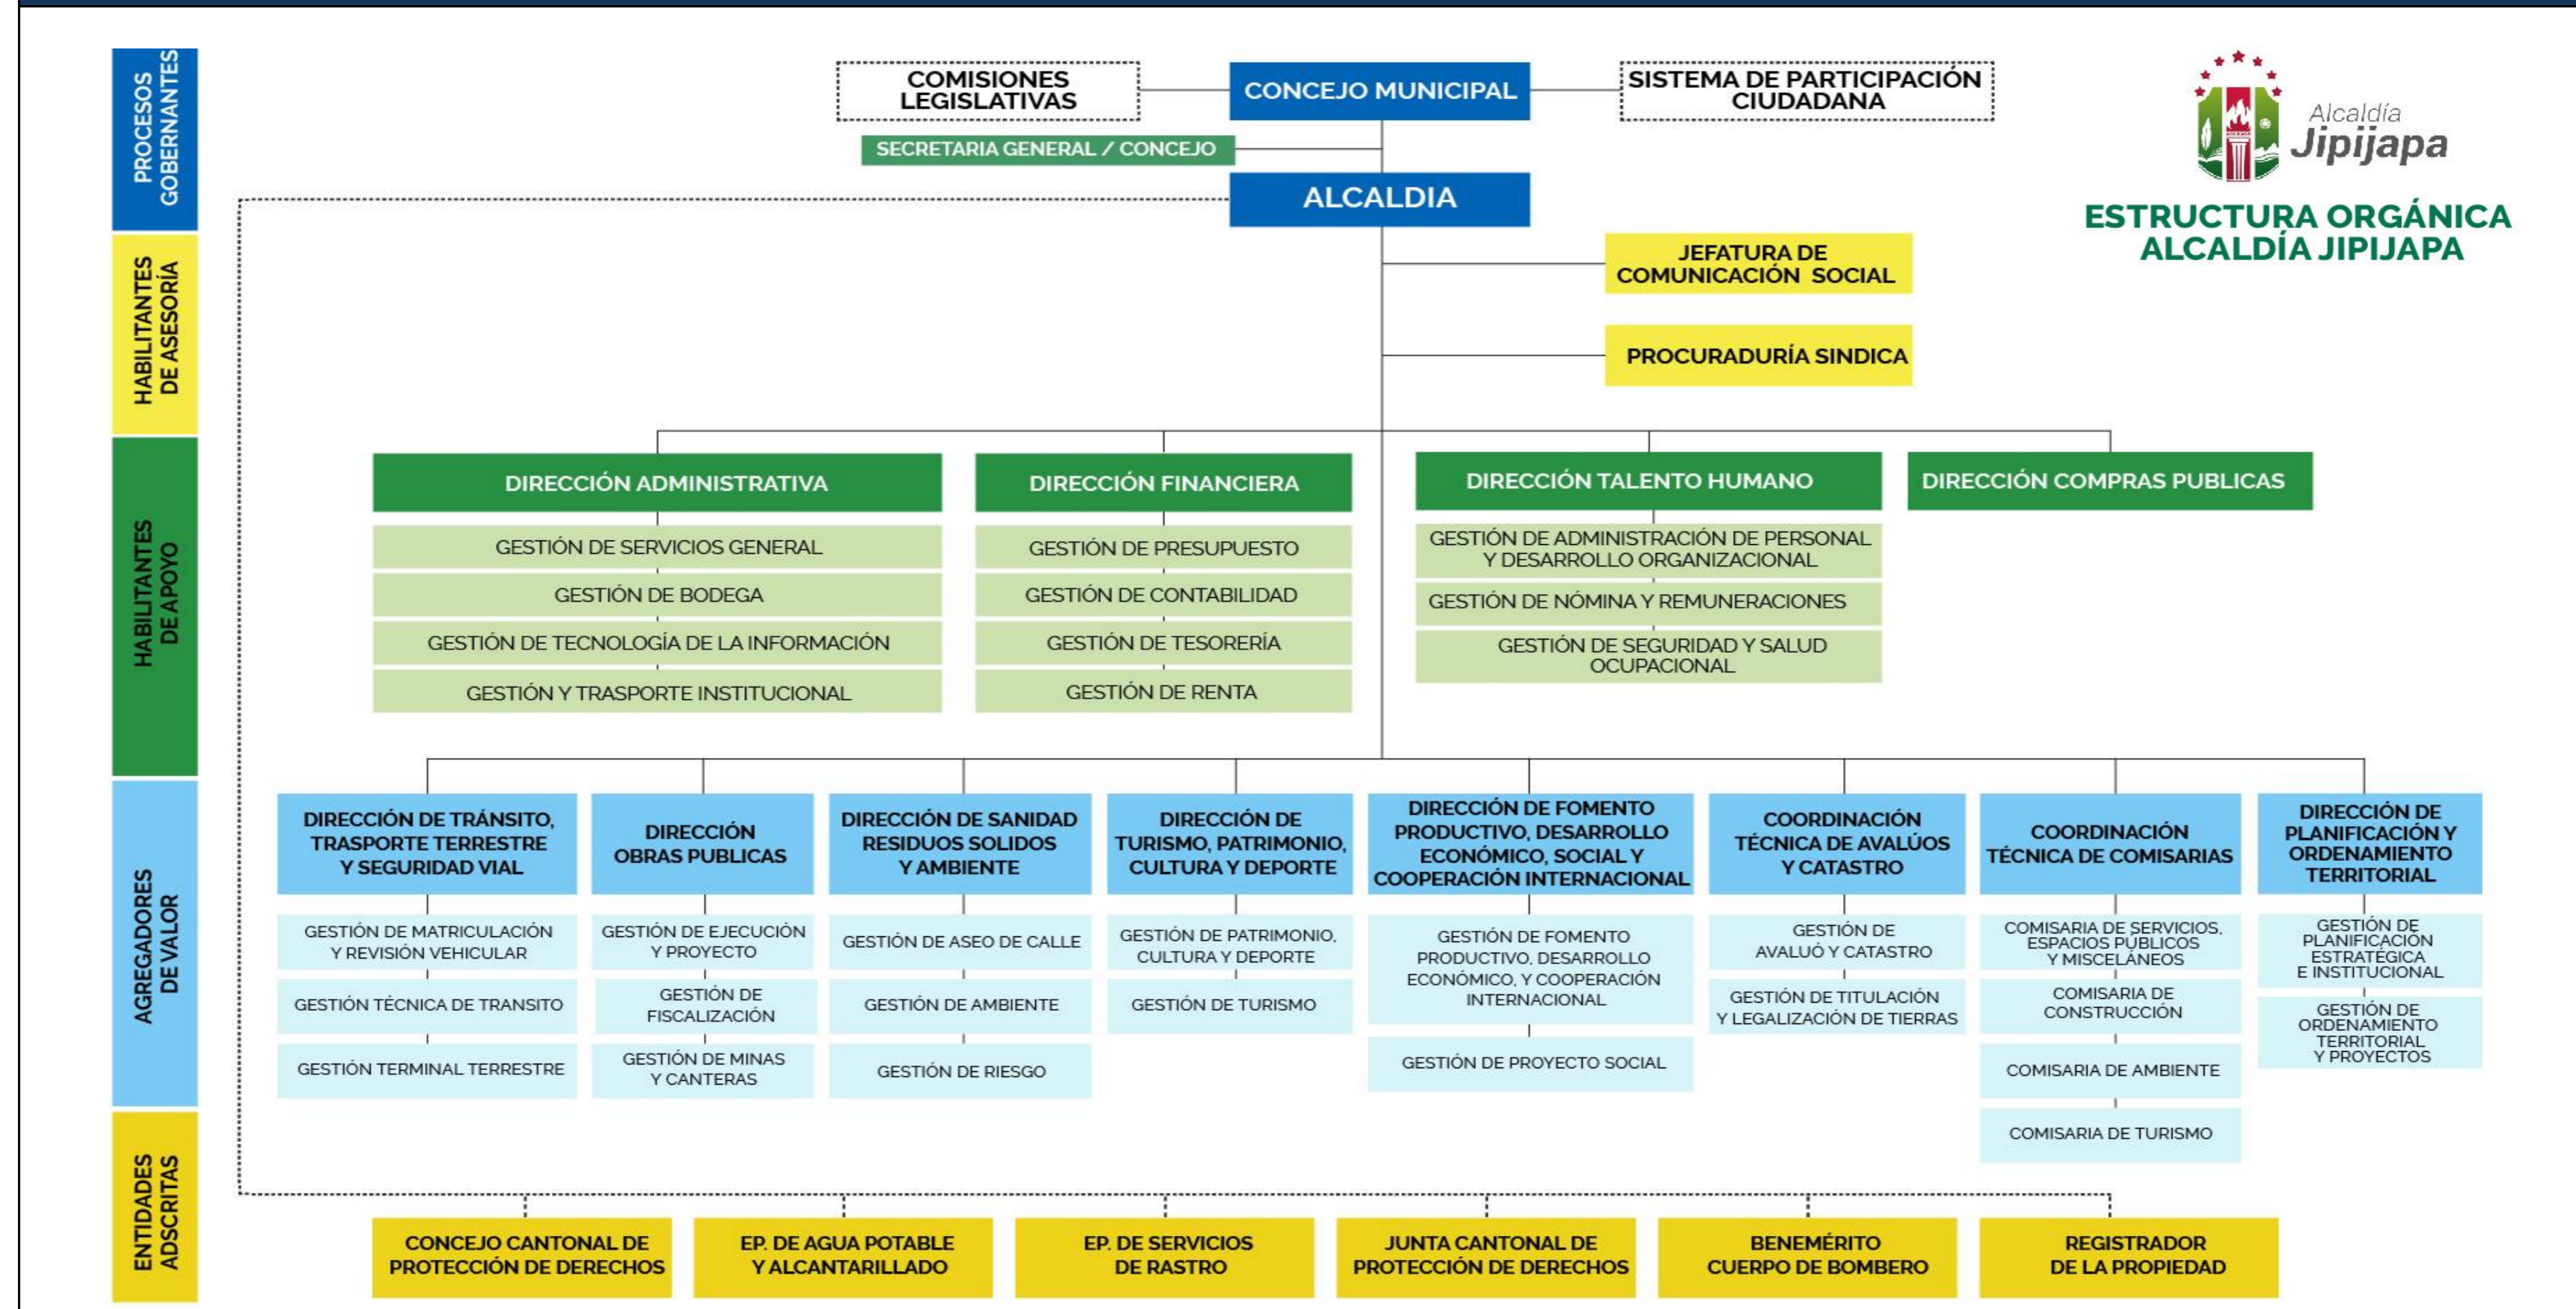 PROCESOS
GOBERNANTES
COMISIONES
LEGISLATIVAS
CONCEJO MUNICIPAL
SISTEMA DE PARTICIPACIÓN
CIUDADANA
SECRETARIA GENERAL / CONCEJO
ALCALDIA
Alcaldía
Jipijapa
ESTRUCTURA ORGÁNICA
ALCALDÍA JIPIJAPA
HABILITANTES
DE ASESORÍA
JEFATURA DE
COMUNICACIÓN SOCIAL
PROCURADURÍA SINDICA
HABILITANTES
DE APOYO
DIRECCIÓN ADMINISTRATIVA
GESTIÓN DE SERVICIOS GENERAL
GESTIÓN DE BODEGA
GESTIÓN DE TECNOLOGÍA DE LA INFORMACIÓN
GESTIÓN Y TRASPORTE INSTITUCIONAL
DIRECCIÓN FINANCIERA
GESTIÓN DE PRESUPUESTO
GESTIÓN DE CONTABILIDAD
GESTIÓN DE TESORERÍA
GESTIÓN DE RENTA
DIRECCIÓN TALENTO HUMANO
GESTIÓN DE ADMINISTRACIÓN DE PERSONAL
Y DESARROLLO ORGANIZACIONAL
GESTIÓN DE NÓMINA Y REMUNERACIONES
GESTIÓN DE SEGURIDAD Y SALUD
OCUPACIONAL
DIRECCIÓN COMPRAS PUBLICAS
AGREGADORES
DE VALOR
DIRECCIÓN DE TRÁNSITO,
TRASPORTE TERRESTRE
Y SEGURIDAD VIAL
GESTIÓN DE MATRICULACIÓN
Y REVISIÓN VEHICULAR
GESTIÓN TÉCNICA DE TRANSITO
GESTIÓN TERMINAL TERRESTRE
DIRECCIÓN
OBRAS PUBLICAS
GESTIÓN DE EJECUCIÓN
Y PROYECTO
GESTIÓN DE
FISCALIZACIÓN
GESTIÓN DE MINAS
Y CANTERAS
DIRECCIÓN DE SANIDAD
RESIDUOS SOLIDOS
Y AMBIENTE
GESTIÓN DE ASEO DE CALLE
GESTIÓN DE AMBIENTE
GESTIÓN DE RIESGO
DIRECCIÓN DE
TURISMO, PATRIMONIO,
CULTURA Y DEPORTE
GESTIÓN DE PATRIMONIO,
CULTURA Y DEPORTE
GESTIÓN DE TURISMO
DIRECCIÓN DE FOMENTO
PRODUCTIVO, DESARROLLO
ECONÓMICO, SOCIAL Y
COOPERACIÓN INTERNACIONAL
GESTIÓN DE FOMENTO
PRODUCTIVO, DESARROLLO
ECONÓMICO, Y COOPERACIÓN
INTERNACIONAL
GESTIÓN DE PROYECTO SOCIAL
COORDINACIÓN
TÉCNICA DE AVALÚOS
Y CATASTRO
GESTIÓN DE
AVALUÓ Y CATASTRO
GESTIÓN DE TITULACIÓN
Y LEGALIZACIÓN DE TIERRAS
COORDINACIÓN
TÉCNICA DE COMISARIAS
COMISARIA DE SERVICIOS,
ESPACIOS PÚBLICOS
Y MISCELÁNEOS
COMISARIA DE
CONSTRUCCIÓN
COMISARIA DE AMBIENTE
COMISARIA DE TURISMO
DIRECCIÓN DE
PLANIFICACIÓN Y
ORDENAMIENTO
TERRITORIAL
GESTIÓN DE
PLANIFICACIÓN
ESTRATÉGICA
E INSTITUCIONAL
GESTIÓN DE
ORDENAMIENTO
TERRITORIAL
Y PROYECTOS
ENTIDADES
ADSCRITAS
CONCEJO CANTONAL DE
PROTECCIÓN DE DERECHOS
EP. DE AGUA POTABLE
Y ALCANTARILLADO
EP. DE SERVICIOS
DE RASTRO
JUNTA CANTONAL DE
PROTECCIÓN DE DERECHOS
BENEMÉRITO
CUERPO DE BOMBERO
REGISTRADOR
DE LA PROPIEDAD